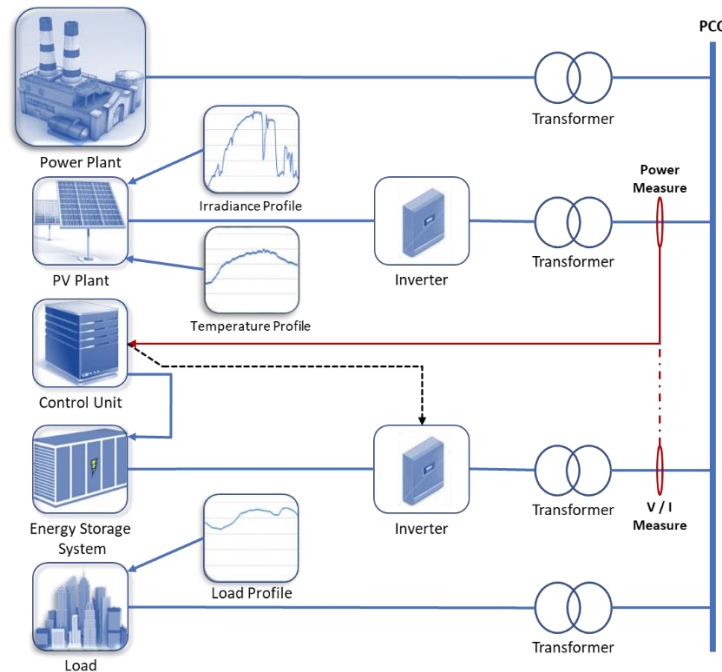 PCC
Transformer
Power Plant
Power
Measure
Irradiance Profile
PV Plant
Inverter
Transformer
Temperature Profile
Control Unit
Energy Storage
System
Inverter
Transformer
V / I
Measure
Load Profile
Load
Transformer